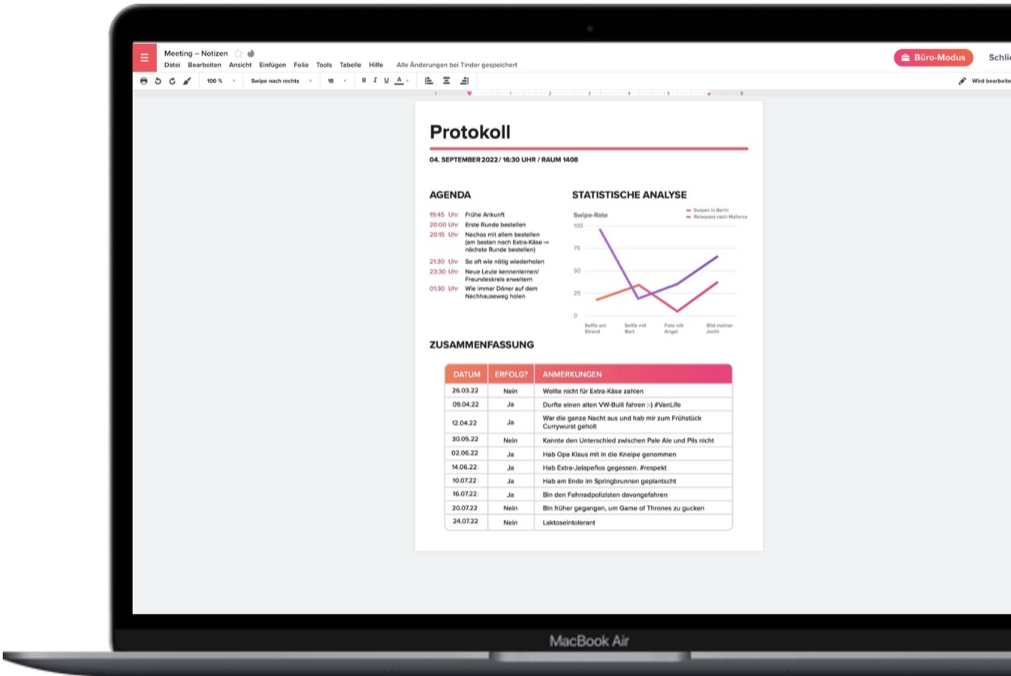 Meeting – Notizen
Datei Bearbeiten Ansicht Einfügen Folie Tools Tabelle Hilfe Alle Änderungen bei Tinder gespeichert
Büro-Modus
Schlie
100 % Swipe nach rechts 18 B I U A
Wird bearbeite
Protokoll
04. SEPTEMBER 2022 / 16:30 UHR / RAUM 1408
AGENDA
19:45 Uhr Frühe Ankunft
20:00 Uhr Erste Runde bestellen
20:15 Uhr Nachos mit allem bestellen
(am besten noch Extra-Käse →
nächste Runde bestellen)
21:30 Uhr So oft wie nötig wiederholen
23:30 Uhr Neue Leute kennenlernen/
Freundeskreis erweitern
01:30 Uhr Wie immer Döner auf dem
Nachhauseweg holen
STATISTISCHE ANALYSE
Swipe-Rate
Swipen in Berlin
Reisepass nach Mallorca
100
75
50
25
0
Selfie am
Strand
Selfie mit
Bart
Foto mit
Angel
Bild meiner
Jacht
ZUSAMMENFASSUNG
DATUM ERFOLG? ANMERKUNGEN
26.03.22 Nein Wollte nicht für Extra-Käse zahlen
09.04.22 Ja Durfte einen alten VW-Bulli fahren :-) #VanLife
12.04.22 Ja War die ganze Nacht aus und hab mir zum Frühstück
Currywurst geholt
30.05.22 Nein Kannte den Unterschied zwischen Pale Ale und Pils nicht
02.06.22 Ja Hab Opa Klaus mit in die Kneipe genommen
14.06.22 Ja Hab Extra-Jalapeños gegessen. #respekt
10.07.22 Ja Hab am Ende im Springbrunnen geplantscht
16.07.22 Ja Bin den Fahrradpolizisten davongefahren
20.07.22 Nein Bin früher gegangen, um Game of Thrones zu gucken
24.07.22 Nein Laktoseintolerant
MacBook Air